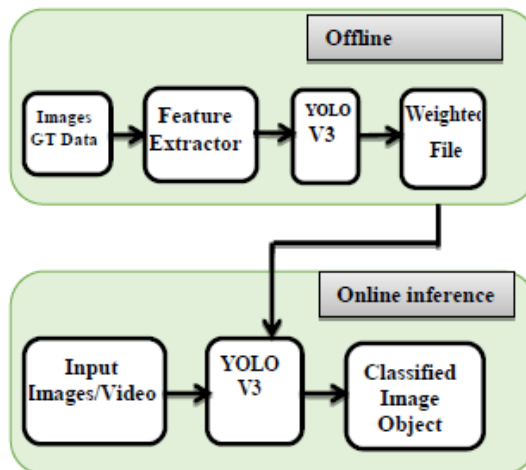 Offline
Images
GT Data
Feature
Extractor
YOLO
V3
Weighted
File
Online inference
Input
Images/Video
YOLO
V3
Classified
Image
Object